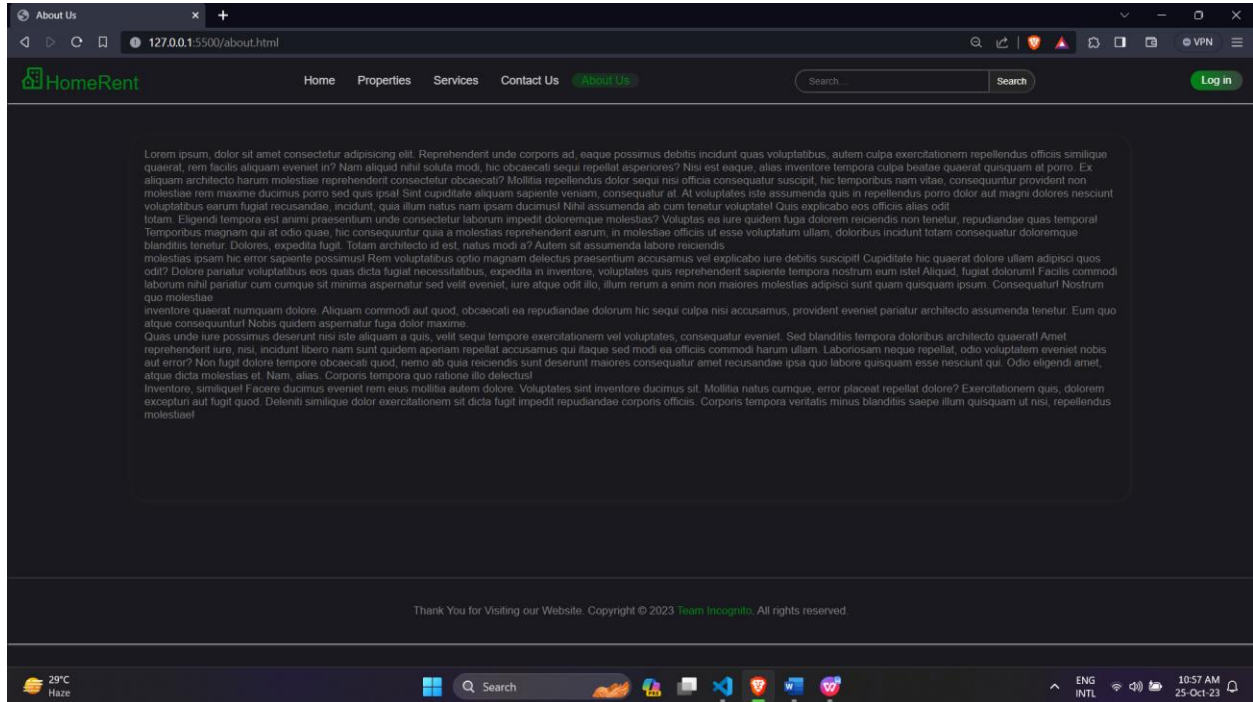 About Us
127.0.0.1:5500/about.html
VPN
HomeRent
Home
Properties
Services
Contact Us
About Us
Search...
Search
Log in
Lorem ipsum, dolor sit amet consectetur adipisicing elit. Reprehenderit unde corporis ad, eaque possimus debitis incidunt quas voluptatibus, autem culpa exercitationem repellendus officiis similique
quaerat, rem facilis aliquam eveniet in? Nam aliquid nihil soluta modi, hic obcaecati sequi repellat asperiores? Nisi est eaque, alias inventore tempora culpa beatae quaerat quisquam at porro. Ex
aliquam architecto harum molestiae reprehenderit consectetur obcaecati? Mollitia repellendus dolor sequi nisi officia consequatur suscipit, hic temporibus nam vitae, consequuntur provident non
molestiae rem maxime ducimus porro sed quis ipsa! Sint cupiditate aliquam sapiente veniam, consequatur at. At voluptates iste assumenda quis in repellendus porro dolor aut magni dolores nesciunt
voluptatibus earum fugiat recusandae, incidunt, quia illum natus nam ipsam ducimus! Nihil assumenda ab cum tenetur voluptate! Quis explicabo eos officiis alias odit
totam. Eligendi tempora est animi praesentium unde consectetur laborum impedit doloremque molestias? Voluptas ea iure quidem fuga dolorem reiciendis non tenetur, repudiandae quas tempora!
Temporibus magnam qui at odio quae, hic consequuntur quia a molestias reprehenderit earum, in molestiae officiis ut esse voluptatum ullam, doloribus incidunt totam consequatur doloremque
blanditiis tenetur. Dolores, expedita fugit. Totam architecto id est, natus modi a? Autem sit assumenda labore reiciendis
molestias ipsam hic error sapiente possimus! Rem voluptatibus optio magnam delectus praesentium accusamus vel explicabo iure debitis suscipit! Cupiditate hic quaerat dolore ullam adipisci quos
odit? Dolore pariatur voluptatibus eos quas dicta fugiat necessitatibus, expedita in inventore, voluptates quis reprehenderit sapiente tempora nostrum eum iste! Aliquid, fugiat dolorum! Facilis commodi
laborum nihil pariatur cum cumque sit minima aspernatur sed velit eveniet, iure atque odit illo, illum rerum a enim non maiores molestias adipisci sunt quam quisquam ipsum. Consequatur! Nostrum
quo molestiae
inventore quaerat numquam dolore. Aliquam commodi aut quod, obcaecati ea repudiandae dolorum hic sequi culpa nisi accusamus, provident eveniet pariatur architecto assumenda tenetur. Eum quo
atque consequuntur! Nobis quidem aspernatur fuga dolor maxime.
Quas unde iure possimus deserunt nisi iste aliquam a quis, velit sequi tempore exercitationem vel voluptates, consequatur eveniet. Sed blanditiis tempora doloribus architecto quaerat! Amet
reprehenderit iure, nisi, incidunt libero nam sunt quidem aperiam repellat accusamus qui itaque sed modi ea officiis commodi harum ullam. Laboriosam neque repellat, odio voluptatem eveniet nobis
aut error? Non fugit dolore tempore obcaecati quod, nemo ab quia reiciendis sunt deserunt maiores consequatur amet recusandae ipsa quo labore quisquam esse nesciunt qui. Odio eligendi amet,
atque dicta molestias et. Nam, alias. Corporis tempora quo ratione illo delectus!
Inventore, similique! Facere ducimus eveniet rem eius mollitia autem dolore. Voluptates sint inventore ducimus sit. Mollitia natus cumque, error placeat repellat dolore? Exercitationem quis, dolorem
excepturi aut fugit quod. Deleniti similique dolor exercitationem sit dicta fugit impedit repudiandae corporis officiis. Corporis tempora veritatis minus blanditiis saepe illum quisquam ut nisi, repellendus
molestiae!
Thank You for Visiting our Website. Copyright © 2023 Team Incognito. All rights reserved.
29°C
Haze
Search
ENG
INTL
10:57 AM
25-Oct-23